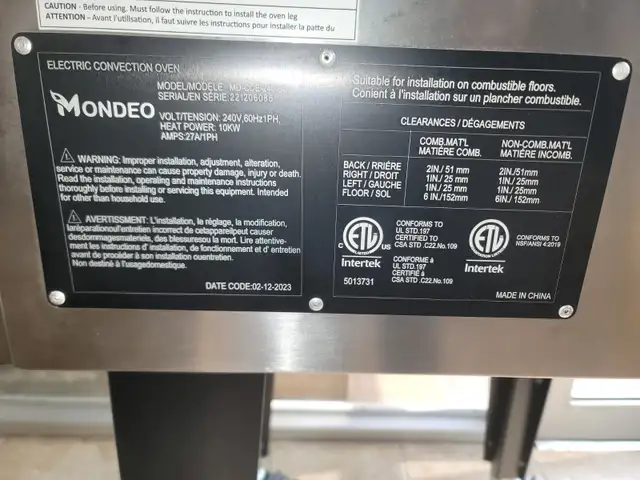 CAUTION - Before using, Must follow the instruction to install the oven leg
ATTENTION – Avant l'utilisation, il faut suivre les instructions pour installer la patte du
ELECTRIC CONVECTION OVEN
MODEL/MODELE:
SERIAL/EN SÉRIE: 221206085
MONDEO
VOLT/TENSION: 240V,60Hz1PH,
HEAT POWER: 10KW
AMPS:27A/1PH
WARNING: Improper installation, adjustment, alteration,
service or maintenance can cause property damage, injury or death.
Read the installation, operating and maintenance instructions
thoroughly before installing or servicing this equipment. Intended
for other than household use.
AVERTISSEMENT: L'installation, le réglage, la modification,
laréparationoul'entretien incorrect de cetappareilpeut causer
desdommagesmateriels, des blessuresou la mort. Lire attentive-
ment les instructions d' installation, de fonctionnement et d' entretien
avant de procéder à son installation ouentretien.
Non destiné à l'usagedomestique.
DATE CODE:02-12-2023
Suitable for installation on combustible floors.
Conient à l'installation sur un plancher combustible.
CLEARANCES / DÉGAGEMENTS
COMB.MAT'L NON-COMB.MAT'L
MATIÈRE COMB. MATIÈRE INCOMB.
BACK / RRIÈRE 2IN./ 51 mm 2IN./51mm
RIGHT / DROIT 1IN./ 25 mm 1IN./ 25mm
LEFT / GAUCHE 1IN./ 25 mm 1IN./ 25mm
FLOOR / SOL 6 IN./152mm 6IN./ 152mm
C ETL US
LISTED
Intertek
5013731
CONFORMS TO
UL STD.197
CERTIFIED TO
CSA STD .C22.No.109
CONFORME à
UL STD.197
CERTIFIÉ à
CSA STD .C22.No.109
ETL
Intertek
CONFORMS TO
NSF/ANSI 4:2019
MADE IN CHINA